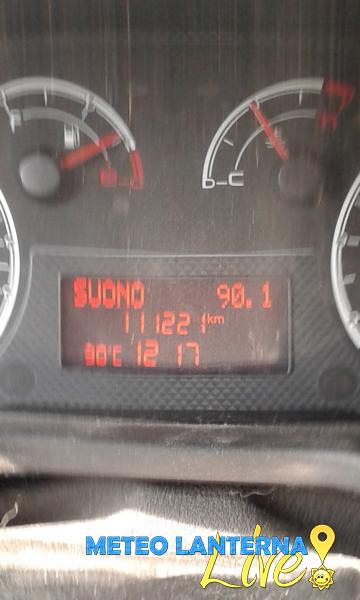 H
SUONO 90.1
111221 km
30°C 12 17
METEO LANTERNA
Live!